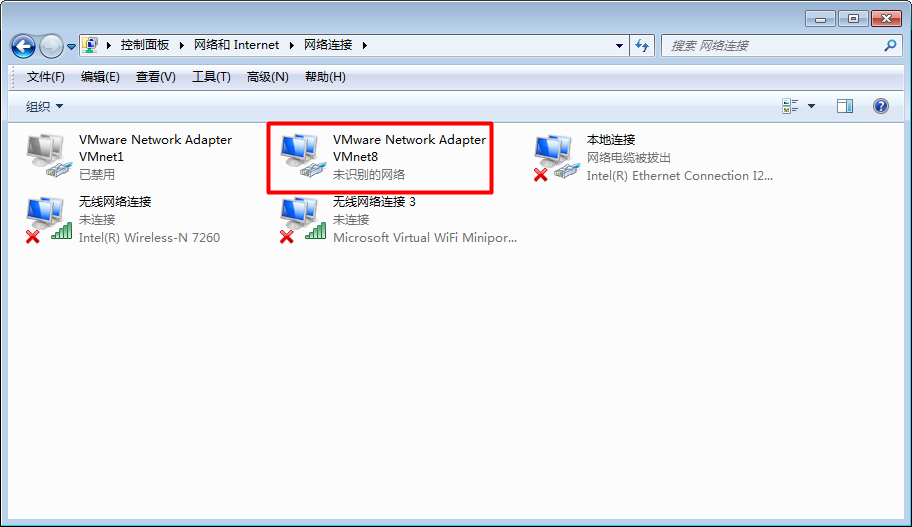 控制面板 网络和 Internet 网络连接
搜索 网络连接
文件(F) 编辑(E) 查看(V) 工具(T) 高级(N) 帮助(H)
组织
VMware Network Adapter
VMnet1
已禁用
VMware Network Adapter
VMnet8
未识别的网络
本地连接
网络电缆被拔出
Intel(R) Ethernet Connection I2...
无线网络连接
未连接
Intel(R) Wireless-N 7260
无线网络连接 3
未连接
Microsoft Virtual WiFi Minipor...